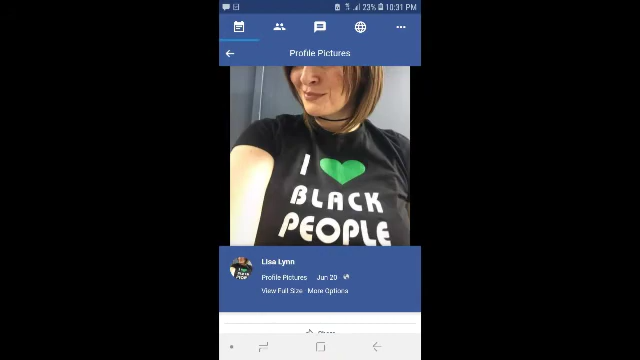 23% 10:31 PM
Profile Pictures
I
BLACK
PEOPLE
Lisa Lynn
Profile Pictures Jun 20
View Full Size · More Options